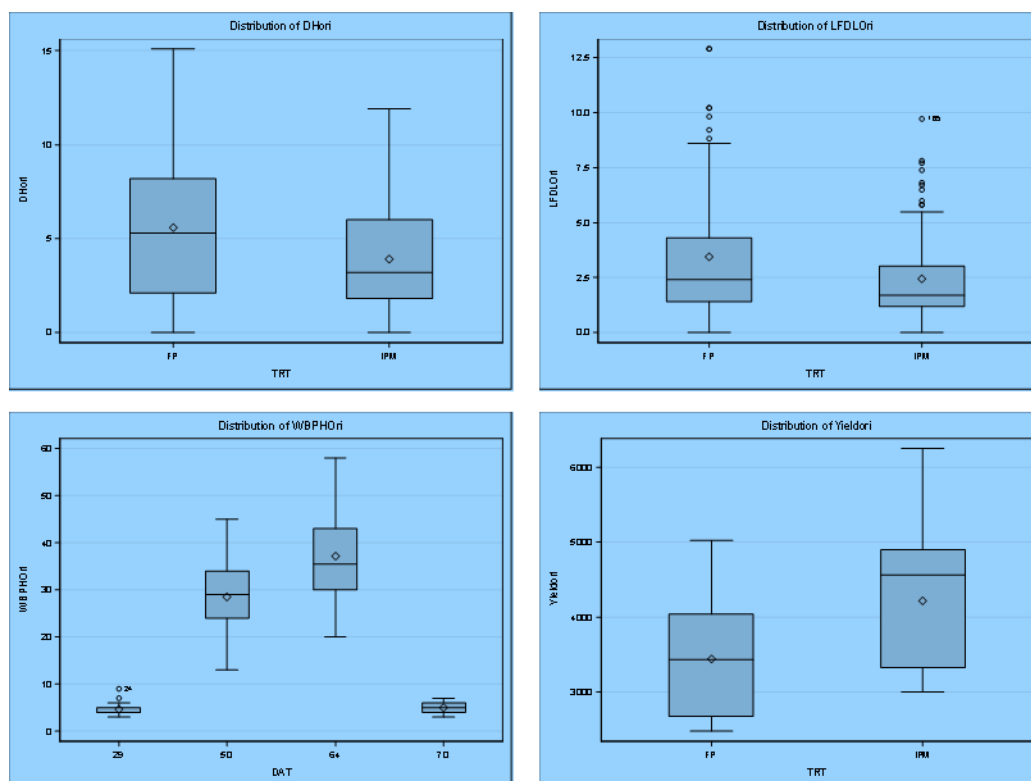 Distribution of DHori
15
10
5
0
DHori
FP
IPM
TRT
Distribution of LFDLOri
12.5
10.0
7.5
5.0
2.5
0.0
LFDLOri
FP
IPM
TRT
Distribution of WBPHOri
60
50
40
30
20
10
0
WBPHOri
24
29
50
64
70
DAT
Distribution of Yieldori
6000
5000
4000
3000
Yieldori
FP
IPM
TRT